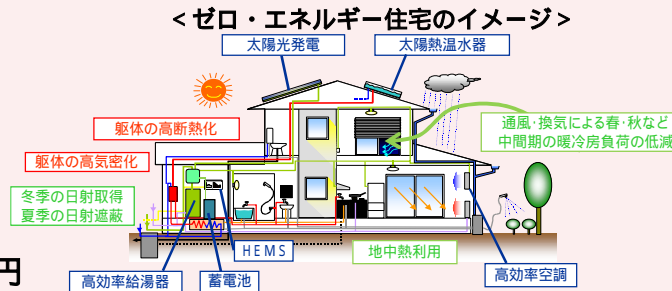 <ゼロ・エネルギー住宅のイメージ>
太陽光発電
太陽熱温水器
通風・換気による春・秋など
中間期の暖冷房負荷の低減
躯体の高断熱化
躯体の高気密化
冬季の日射取得
夏季の日射遮蔽
HEMS
地中熱利用
円
高効率給湯器
蓄電池
高効率空調